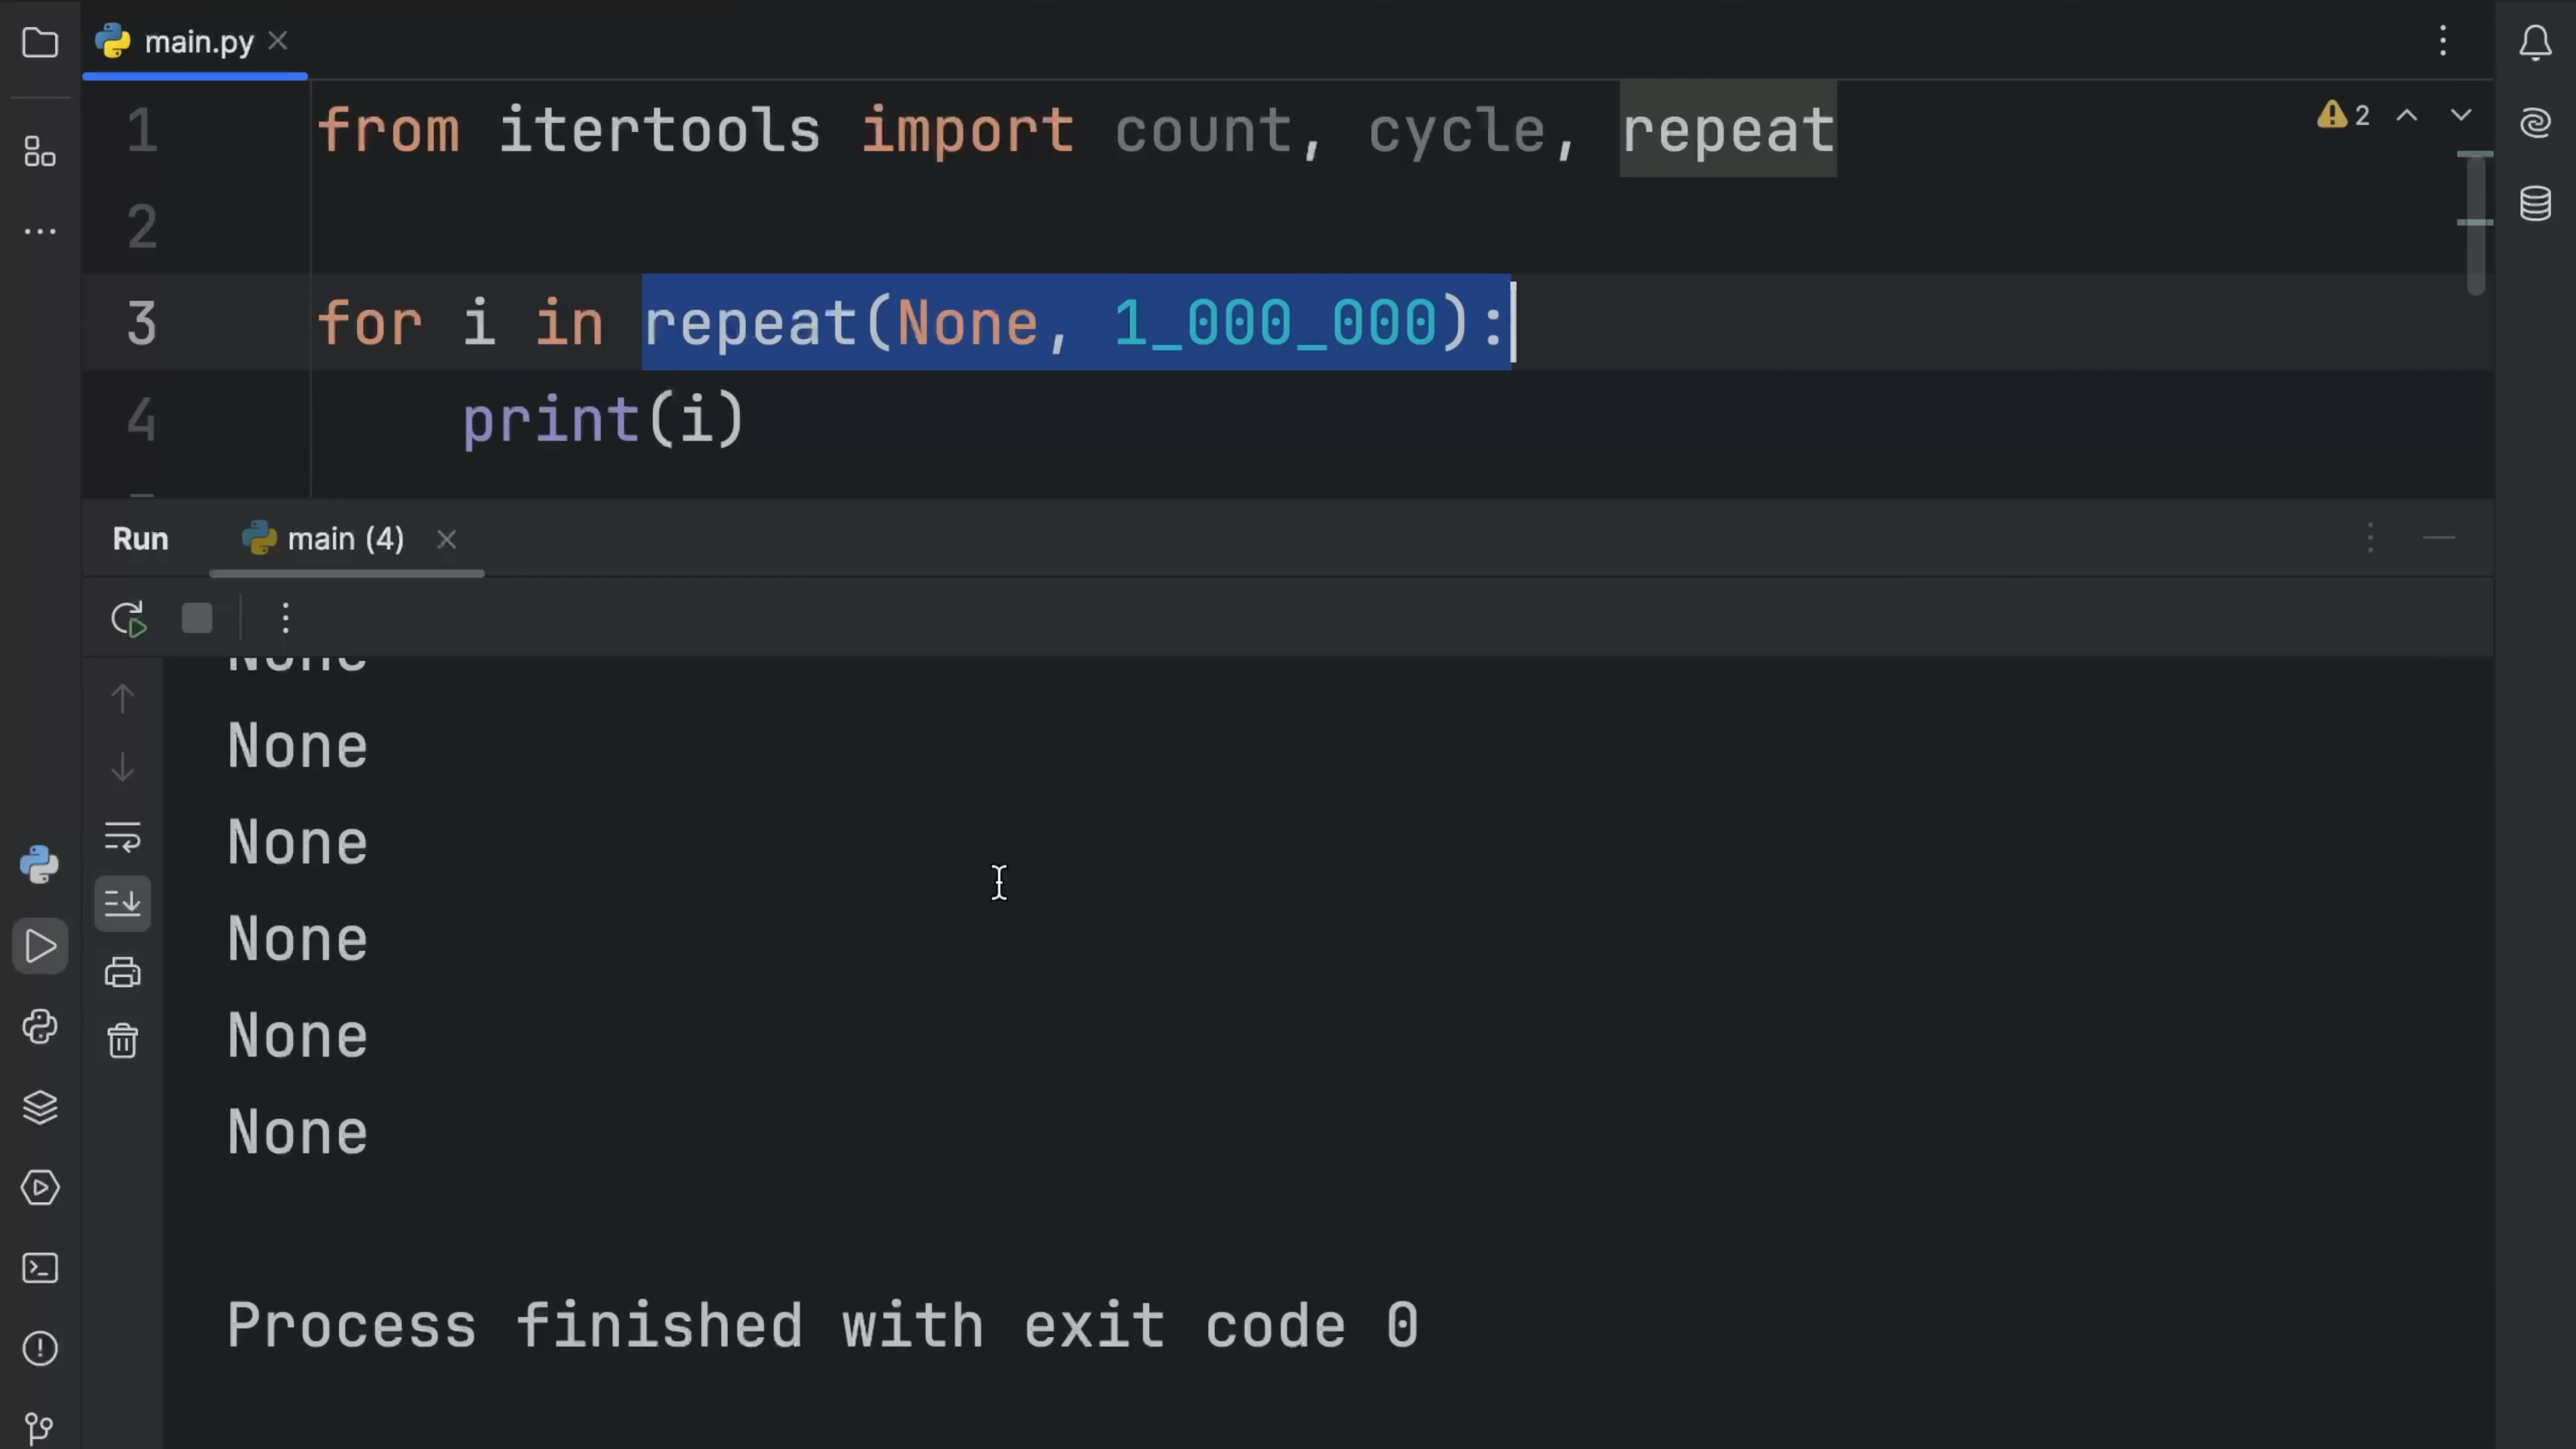 main.py
1 from itertools import count, cycle, repeat
2
2
3 for i in repeat(None, 1_000_000):
4     print(i)
Run main (4)
None
None
None
None
None
None
Process finished with exit code 0